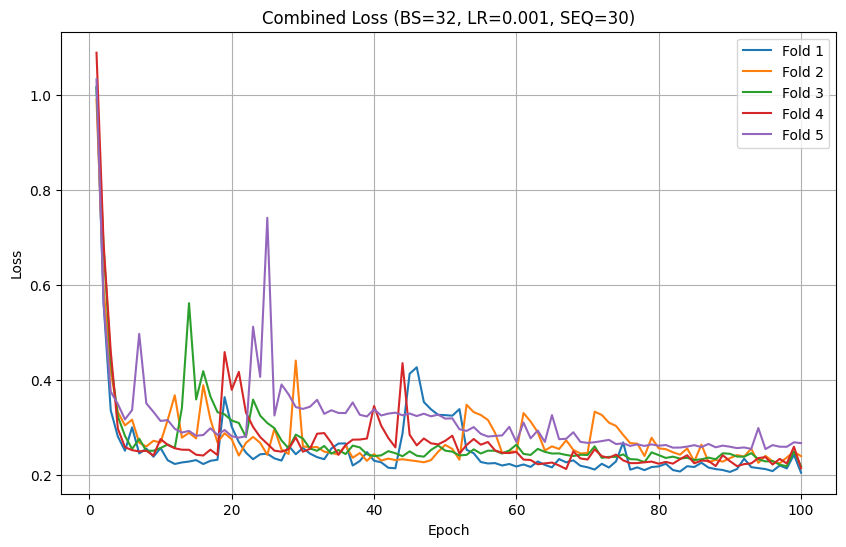 Combined Loss (BS=32, LR=0.001, SEQ=30)
Fold 1
Fold 2
Fold 3
Fold 4
Fold 5
1.0
0.8
0.6
0.4
0.2
Loss
0
20
40
60
80
100
Epoch